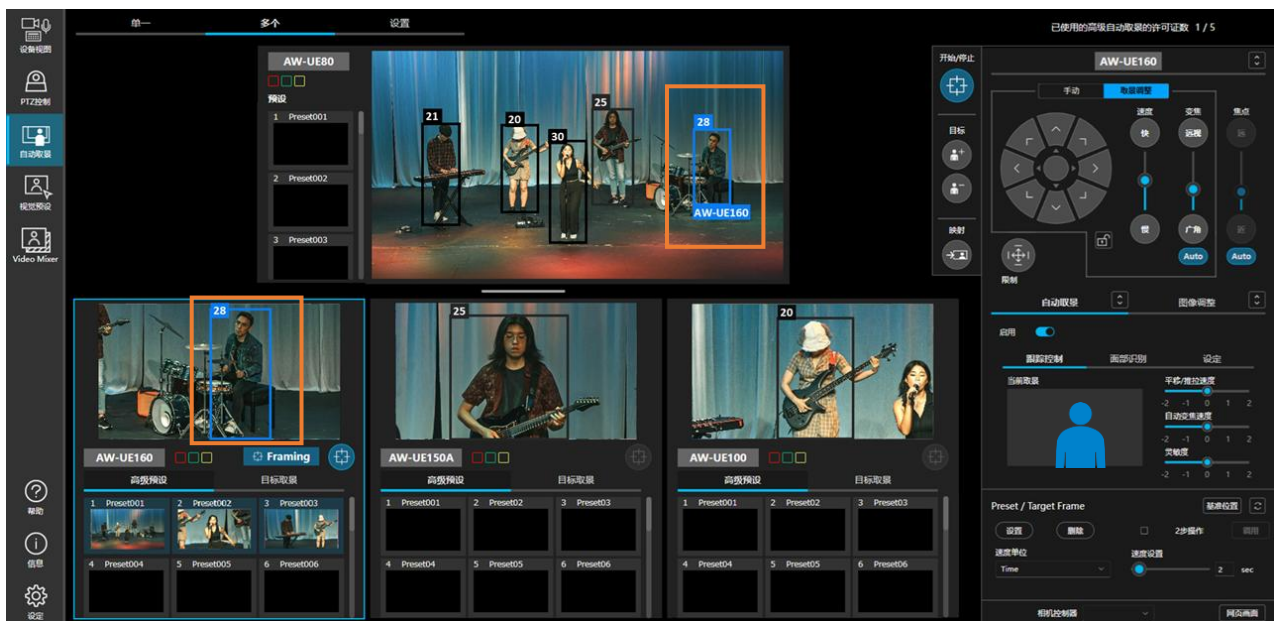 设备视图
PTZ控制
自动取景
视觉预设
Video Mixer
帮助
信息
设定
单一
多个
设置
已使用的高级自动取景的许可证数 1 / 5
AW-UE80
预设
1 Preset001
2 Preset002
3 Preset003
21
20
30
25
28
AW-UE160
开始/停止
目标
映射
28
AW-UE160
Framing
高级预设
目标取景
1 Preset001
2 Preset002
3 Preset003
4 Preset004
5 Preset005
6 Preset006
25
AW-UE150A
高级预设
目标取景
1 Preset001
2 Preset002
3 Preset03
4 Preset04
5 Preset05
6 Preset06
20
AW-UE100
高级预设
目标取景
1 Preset001
2 Preset002
3 Preset03
4 Preset04
5 Preset05
6 Preset06
AW-UE160
手动
取景调整
速度
变焦
焦点
快
远视
远
慢
广角
近
Auto
Auto
限制
自动取景
图像调整
启用
跟踪控制
面部识别
设定
当前取景
平移/推拉速度
-2 -1 0 1 2
自动变焦速度
-2 -1 0 1 2
灵敏度
-2 -1 0 1 2
Preset / Target Frame
基准位置
设置
删除
2步操作
调用
速度单位
速度设置
Time
2 sec
相机控制器
网页画面